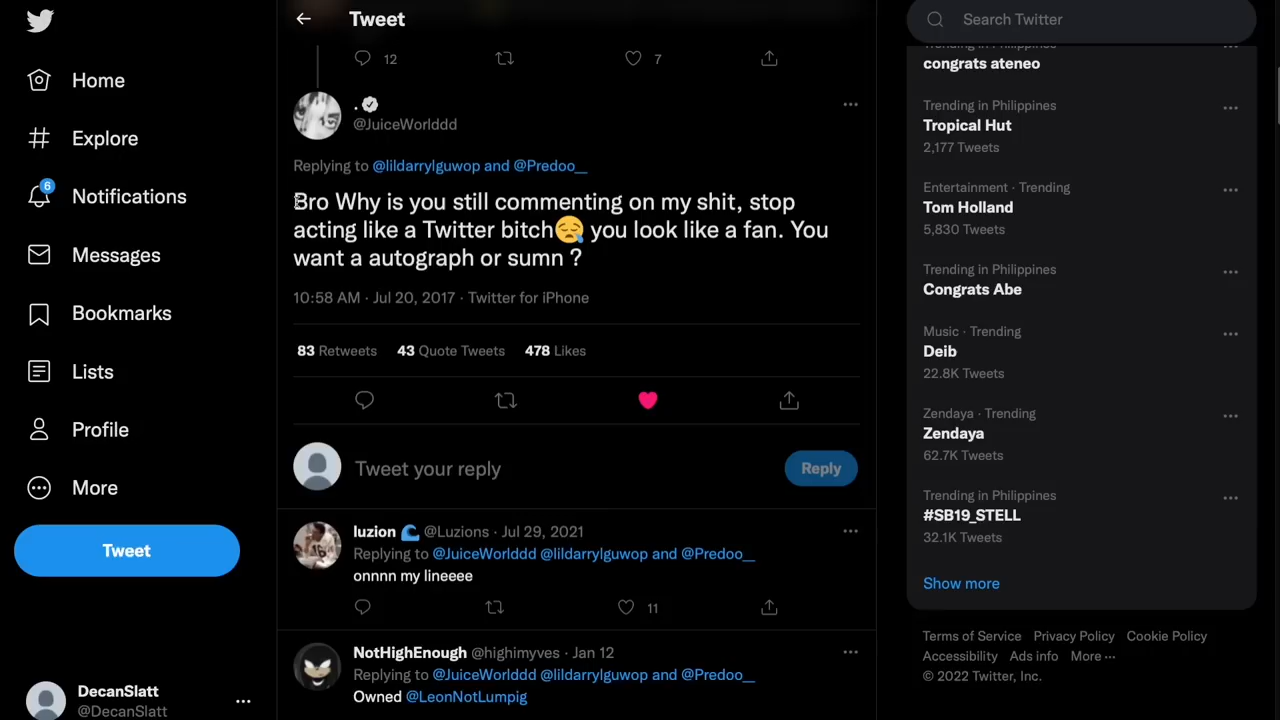 Home
Explore
6
Notifications
Messages
Bookmarks
Lists
Profile
More
Tweet
DecanSlatt
@DecanSlatt
Tweet
12
7
.
@JuiceWorlddd
Replying to @lildarrylguwop and @Predoo__
Bro Why is you still commenting on my shit, stop
acting like a Twitter bitch😪 you look like a fan. You
want a autograph or sumn ?
10:58 AM · Jul 20, 2017 · Twitter for iPhone
83 Retweets 43 Quote Tweets 478 Likes
Tweet your reply
Reply
luzion 🌊 @Luzions · Jul 29, 2021
Replying to @JuiceWorlddd @lildarrylguwop and @Predoo__
onnnn my lineeee
11
NotHighEnough @highimyves · Jan 12
Replying to @JuiceWorlddd @lildarrylguwop and @Predoo__
Owned @LeonNotLumpig
Search Twitter
Trending in Philippines
congrats ateneo
Trending in Philippines
Tropical Hut
2,177 Tweets
Entertainment · Trending
Tom Holland
5,830 Tweets
Trending in Philippines
Congrats Abe
Music · Trending
Deib
22.8K Tweets
Zendaya · Trending
Zendaya
62.7K Tweets
Trending in Philippines
#SB19_STELL
32.1K Tweets
Show more
Terms of Service Privacy Policy Cookie Policy
Accessibility Ads info More ···
© 2022 Twitter, Inc.